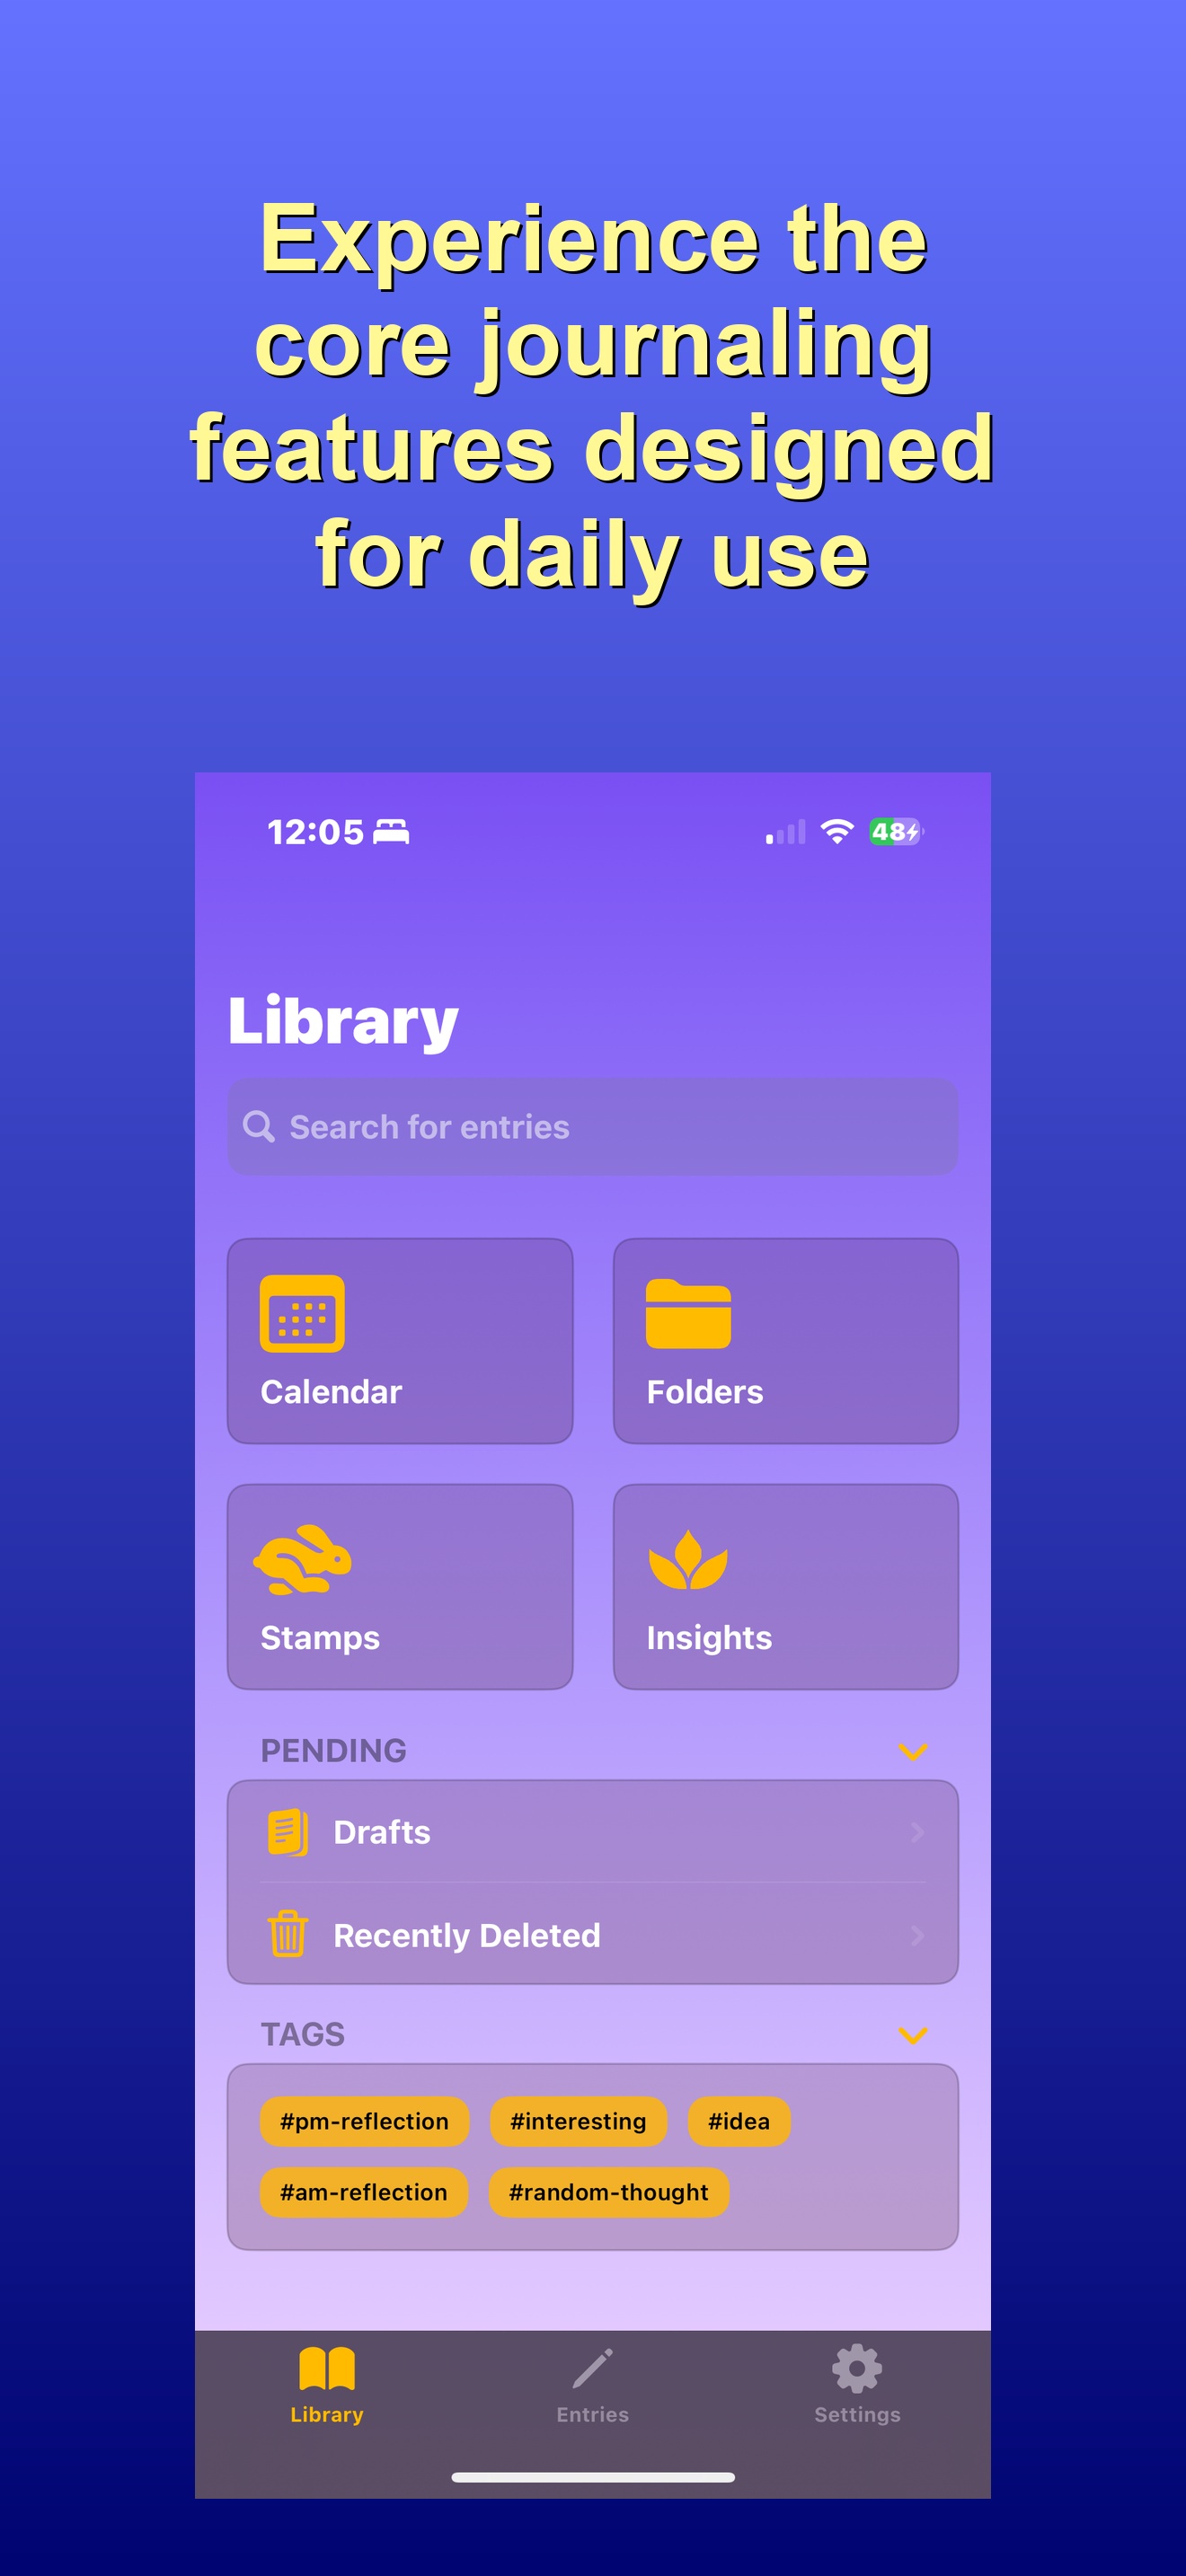 Experience the
core journaling
features designed
for daily use
12:05
48
Library
Search for entries
Calendar
Folders
Stamps
Insights
PENDING
Drafts
Recently Deleted
TAGS
#pm-reflection #interesting #idea
#am-reflection #random-thought
Library
Entries
Settings